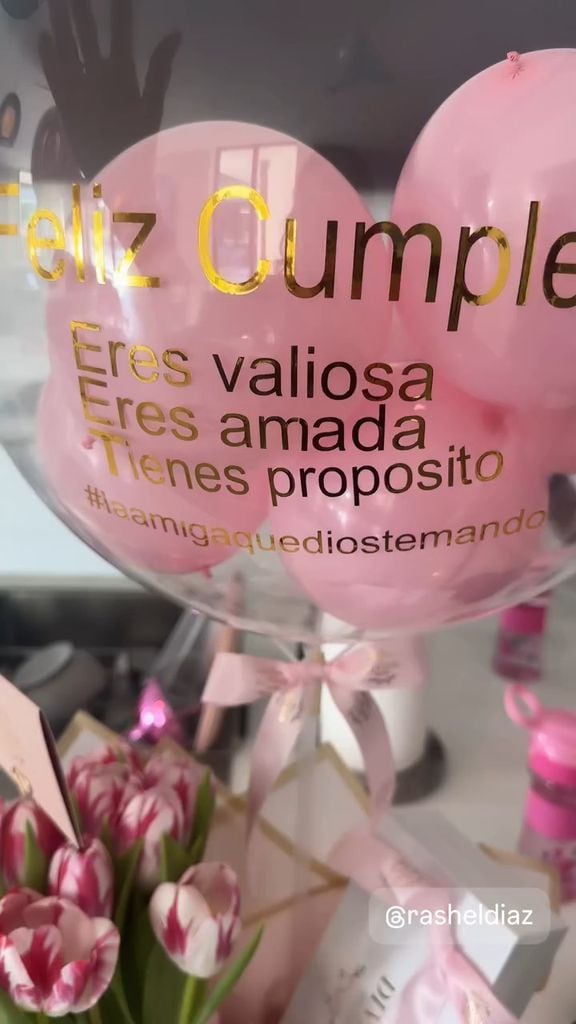 Feliz Cumple
Eres valiosa
Eres amada
Tienes proposito
#laamigaquediostemando
@rasheldiaz